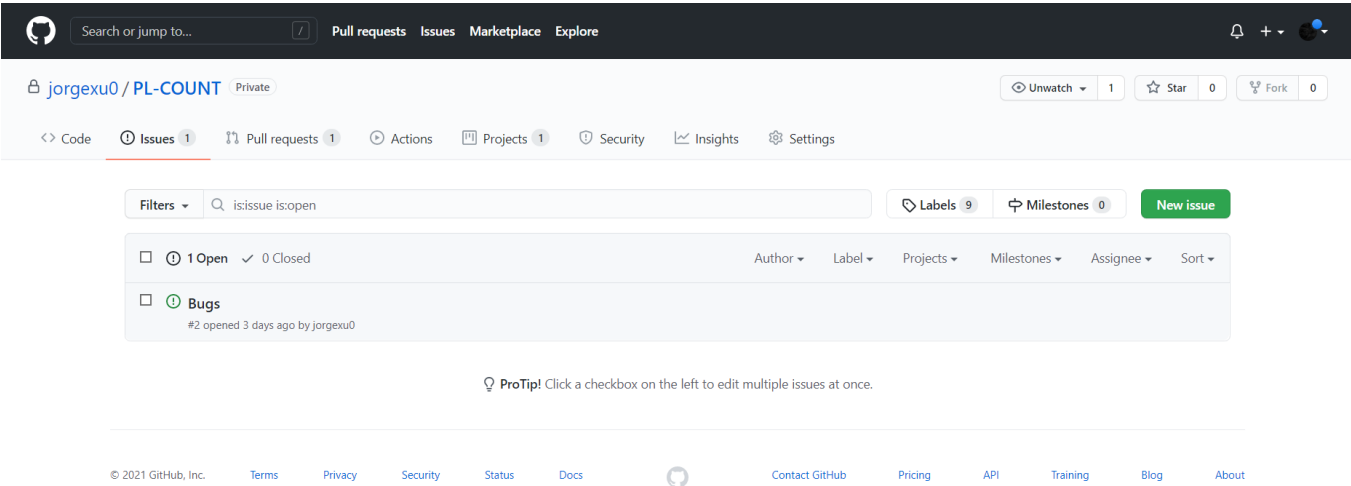 Search or jump to... / Pull requests Issues Marketplace Explore
jorgexu0 / PL-COUNT Private Unwatch 1 Star 0 Fork 0
<> Code Issues 1 Pull requests 1 Actions Projects 1 Security Insights Settings
Filters is:issue is:open Labels 9 Milestones 0 New issue
1 Open 0 Closed Author Label Projects Milestones Assignee Sort
Bugs
#2 opened 3 days ago by jorgexu0
ProTip! Click a checkbox on the left to edit multiple issues at once.
© 2021 GitHub, Inc. Terms Privacy Security Status Docs Contact GitHub Pricing API Training Blog About